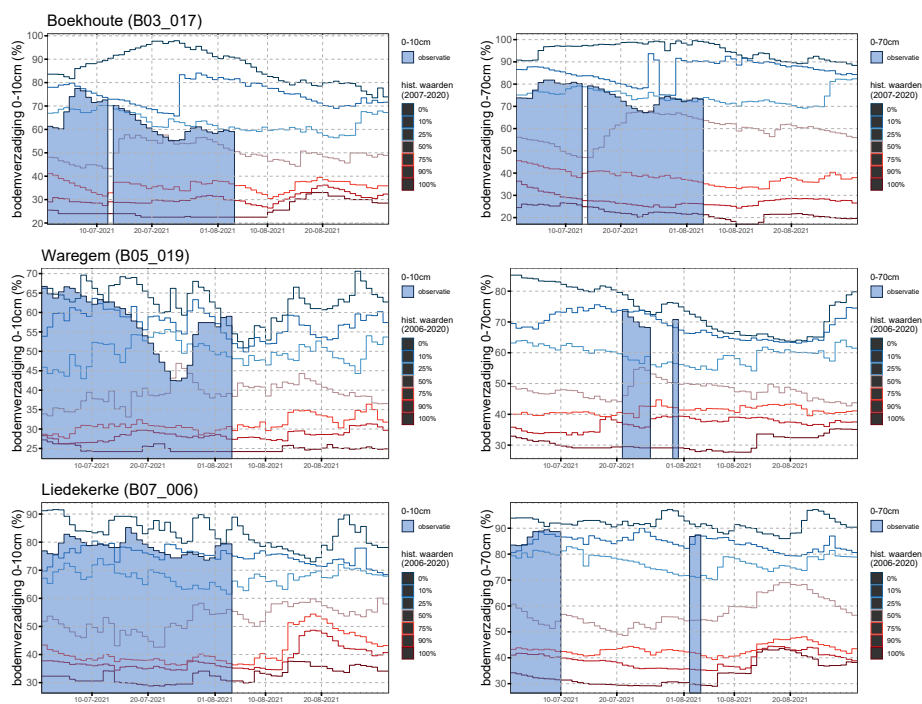 Boekhoute (B03_017)
bodemverzadiging 0-10cm (%)
100
90
80
70
60
50
40
30
20
10-07-2021 20-07-2021 01-08-2021 10-08-2021 20-08-2021
0-10cm
observatie
hist. waarden
(2007-2020)
0%
10%
25%
50%
75%
90%
100%
bodemverzadiging 0-70cm (%)
100
90
80
70
60
50
40
30
20
10-07-2021 20-07-2021 01-08-2021 10-08-2021 20-08-2021
0-70cm
observatie
hist. waarden
(2007-2020)
0%
10%
25%
50%
75%
90%
100%
Waregem (B05_019)
bodemverzadiging 0-10cm (%)
70
65
60
55
50
45
40
35
30
25
10-07-2021 20-07-2021 01-08-2021 10-08-2021 20-08-2021
0-10cm
observatie
hist. waarden
(2006-2020)
0%
10%
25%
50%
75%
90%
100%
bodemverzadiging 0-70cm (%)
80
70
60
50
40
30
10-07-2021 20-07-2021 01-08-2021 10-08-2021 20-08-2021
0-70cm
observatie
hist. waarden
(2006-2020)
0%
10%
25%
50%
75%
90%
100%
Liedekerke (B07_006)
bodemverzadiging 0-10cm (%)
90
80
70
60
50
40
30
10-07-2021 20-07-2021 01-08-2021 10-08-2021 20-08-2021
0-10cm
observatie
hist. waarden
(2006-2020)
0%
10%
25%
50%
75%
90%
100%
bodemverzadiging 0-70cm (%)
90
80
70
60
50
40
30
10-07-2021 20-07-2021 01-08-2021 10-08-2021 20-08-2021
0-70cm
observatie
hist. waarden
(2006-2020)
0%
10%
25%
50%
75%
90%
100%